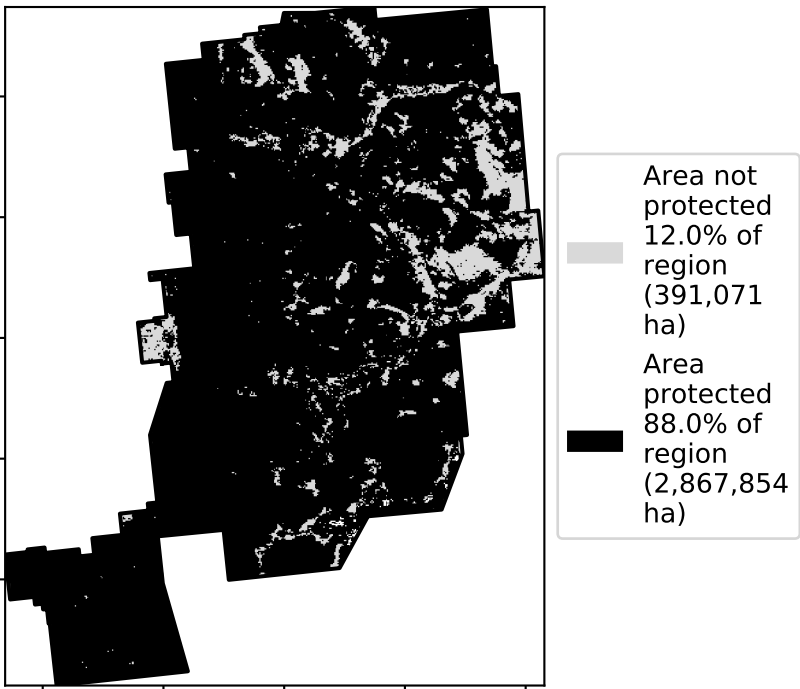 Area not
protected
12.0% of
region
(391,071
ha)
Area
protected
88.0% of
region
(2,867,854
ha)